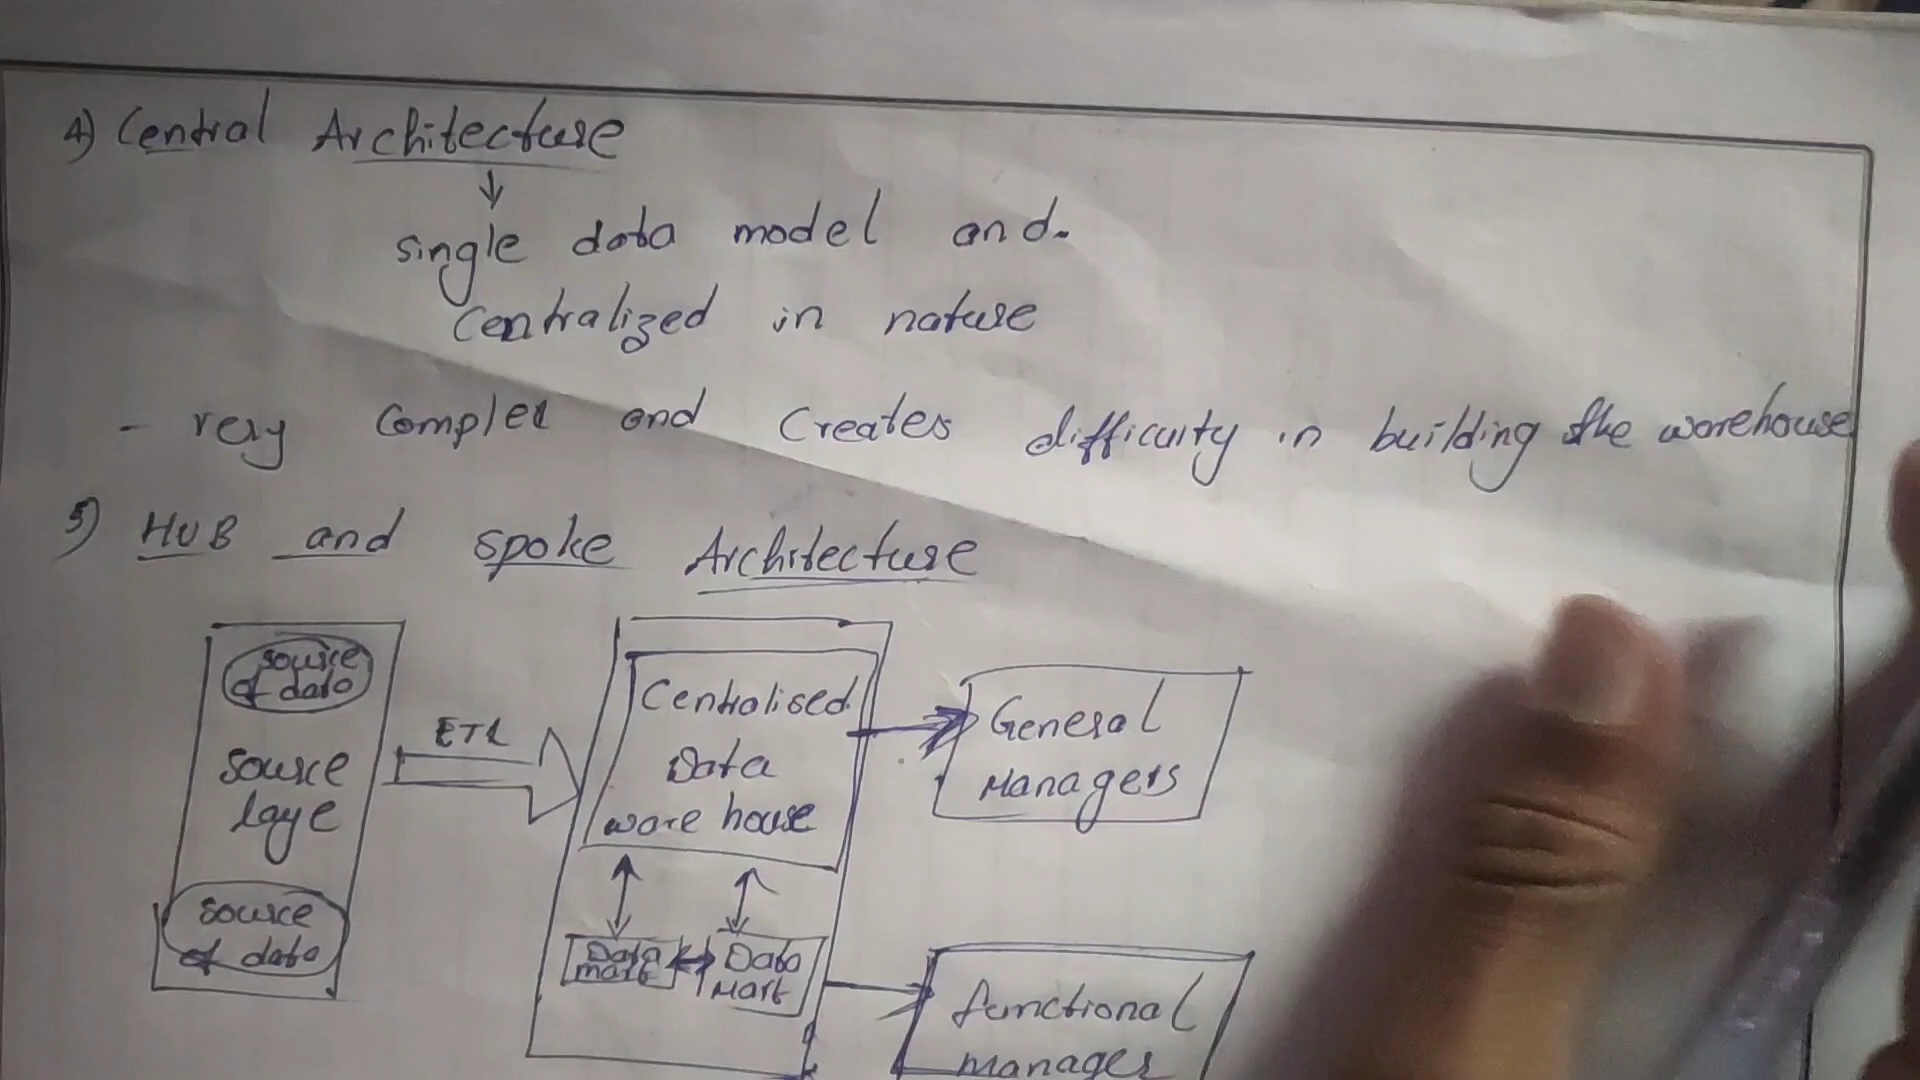 4) Central Architecture
single data model and
centralized in nature
- very complex and creates difficulty in building the warehouse
5) HUB and spoke Architecture
source
of data
source
laye
source
of data
ETL
Centralised
Data
ware house
Data
mart
Data
Mart
General
Managers
functional
manager